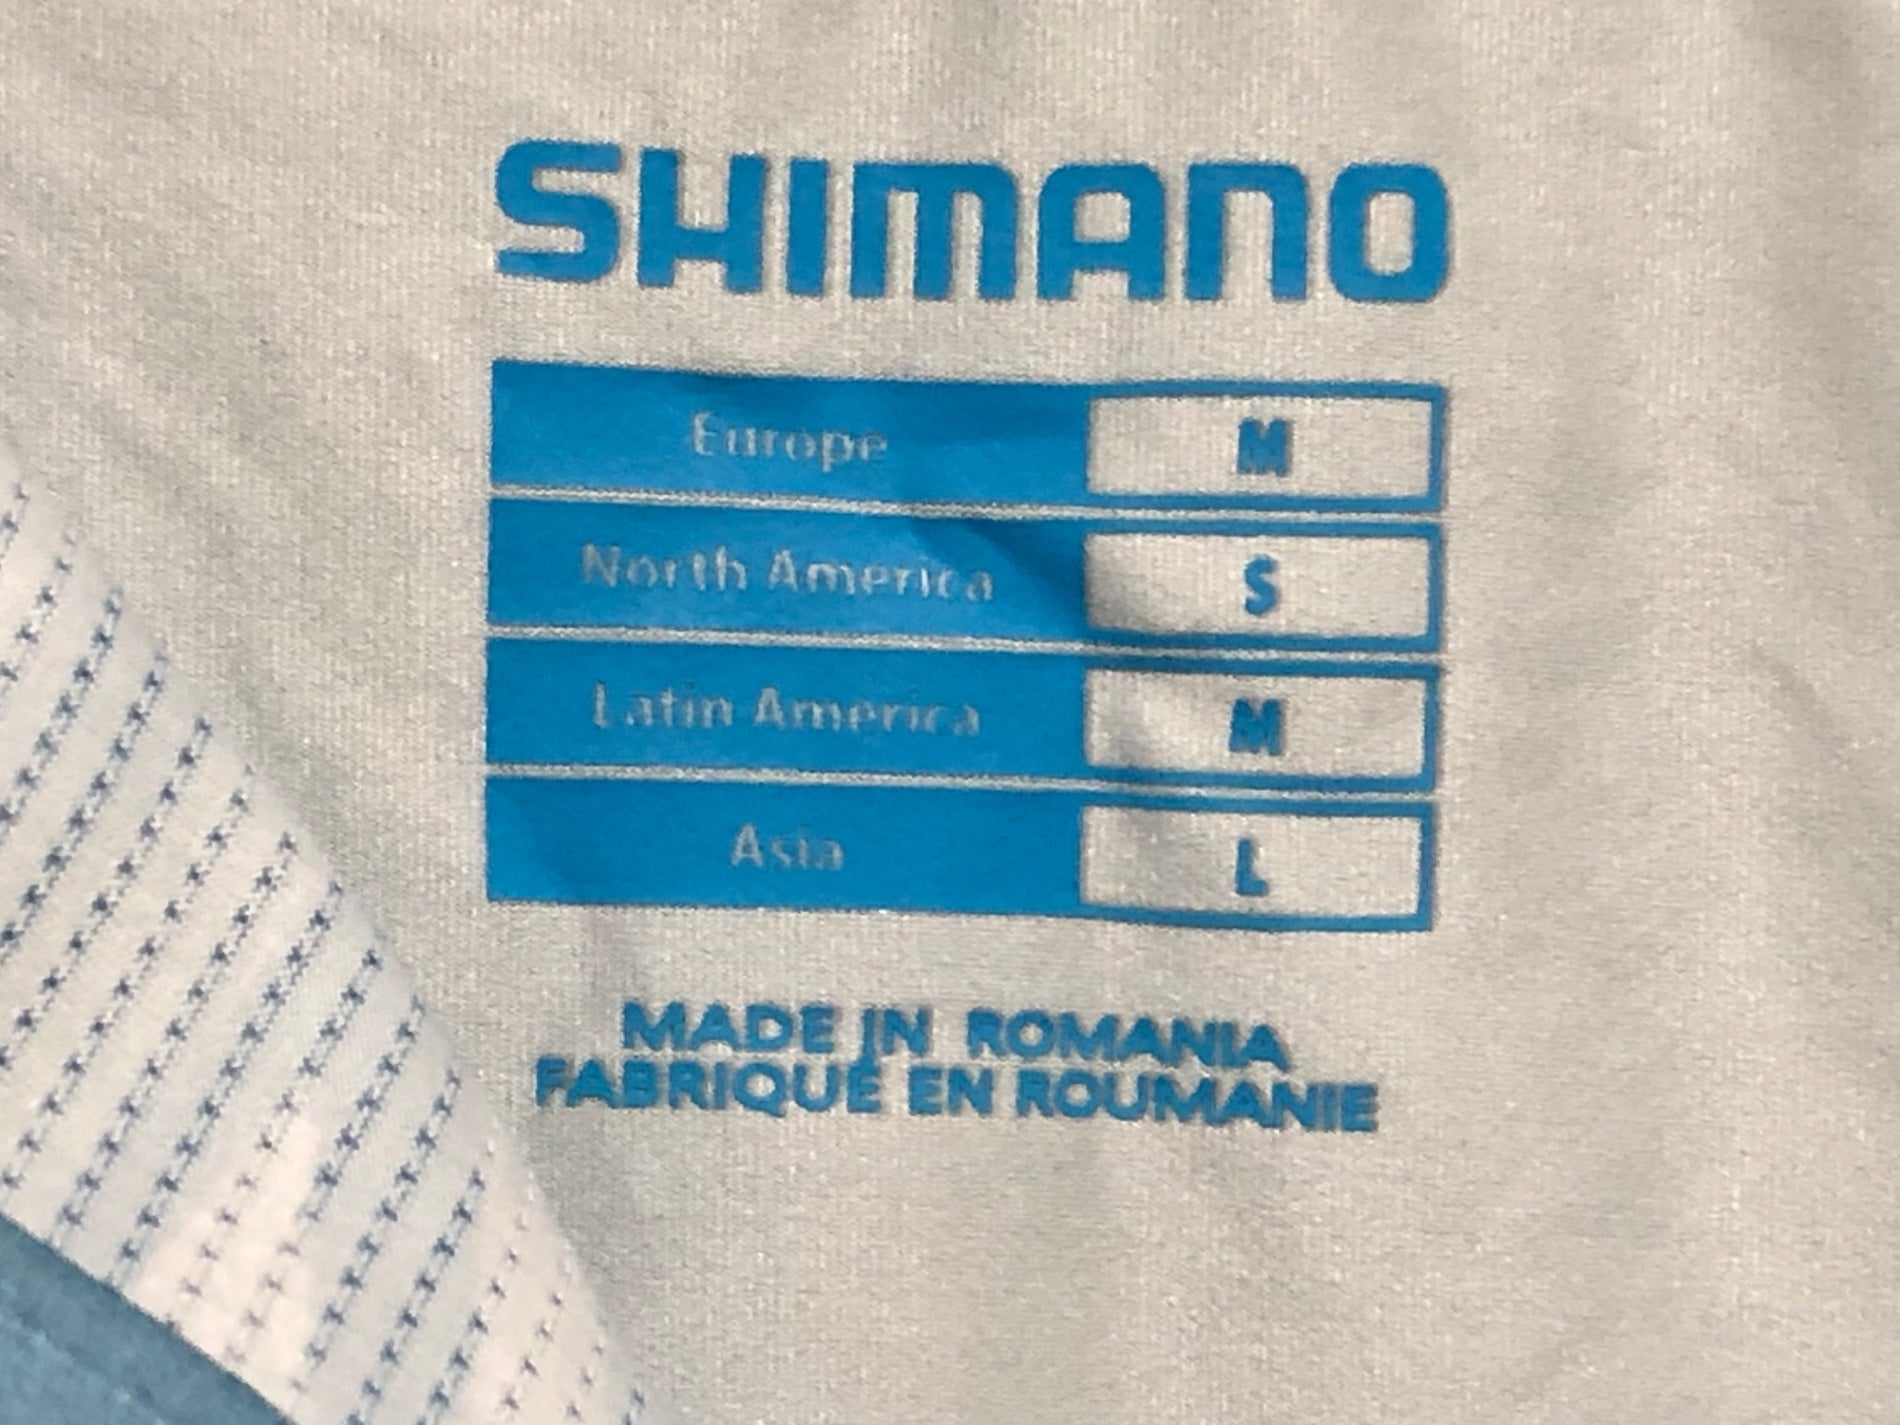 SHIMANO
Europe M
North America S
Latin America M
Asia L
MADE IN ROMANIA
FABRIQUÉ EN ROUMANIE